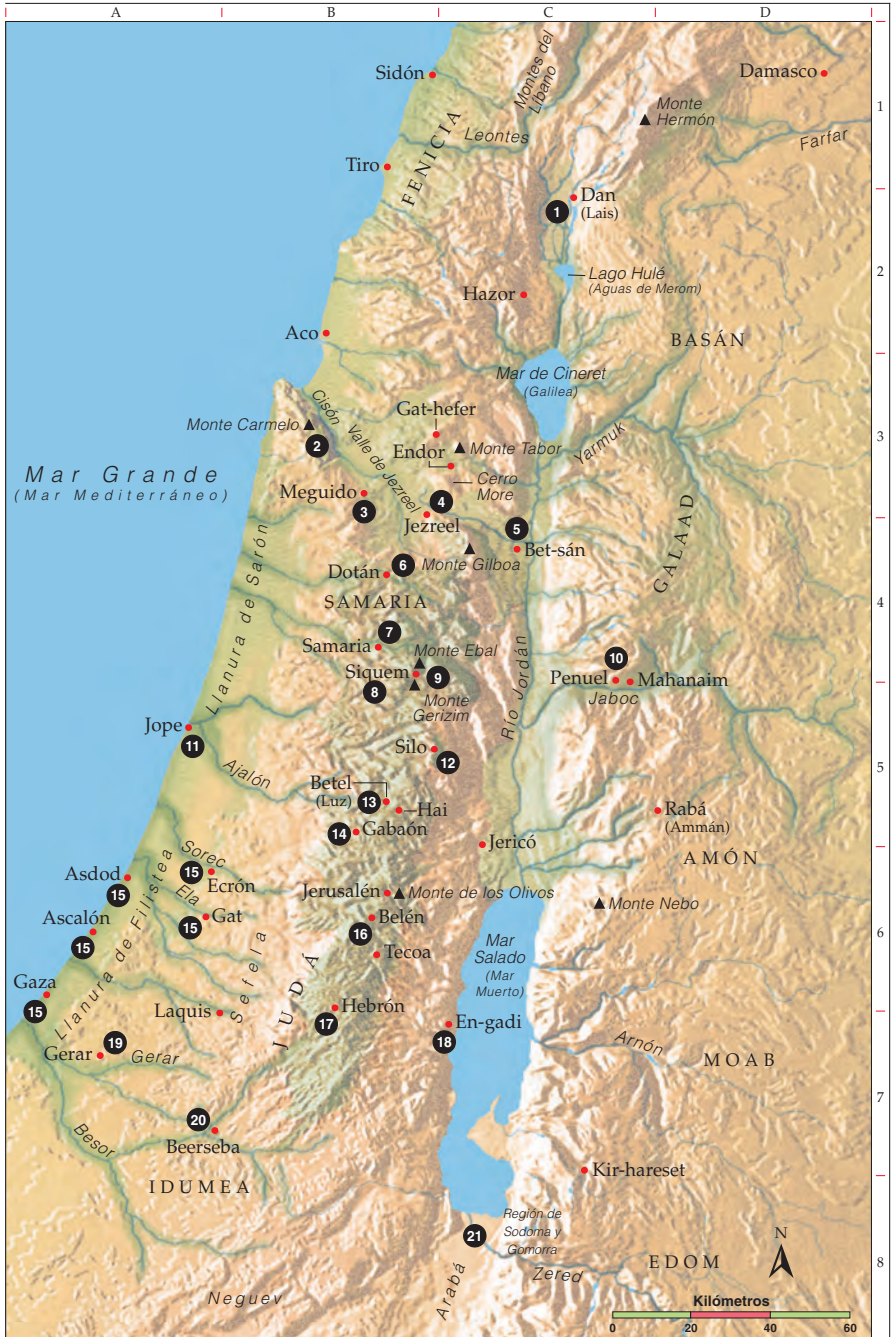 A B C D
Sidón
Montes del
Líbano
Damasco
1
Monte
Hermón
FENICIA
Leontes
Farfar
Tiro
Dan
(Lais)
1
2
Lago Hulé
(Aguas de Merom)
Hazor
Aco
BASÁN
Mar de Cineret
(Galilea)
Cisón
Gat-hefer
Monte Carmelo
2
Valle de Jezreel
Monte Tabor
3
Endor
Yarmuk
Mar Grande
(Mar Mediterráneo)
Cerro
More
Meguido
3
4
Jezreel
5
Bet-sán
GALAAD
Monte Gilboa
Llanura de Sarón
6
Dotán
SAMARIA
4
7
Samaria
Monte Ebal
Río Jordán
10
Siquem
9
8
Monte
Gerizim
Penuel
Mahanaim
Jaboc
Jope
11
Silo
12
Ajalón
5
Betel
(Luz)
13
Hai
Rabá
(Ammán)
14
Gabaón
Jericó
Sorec
AMÓN
Asdod
15
15
Ecrón
Jerusalén
Monte de los Olivos
Ela
Monte Nebo
Ascalón
15
15
Gat
Belén
16
6
Llanura de Filistea
Sefela
Tecoa
Mar
Salado
(Mar
Muerto)
JUDÁ
Gaza
15
Laquis
Hebrón
17
En-gadi
18
Arnón
19
Gerar
Gerar
MOAB
7
20
Beerseba
Besor
Kir-hareset
IDUMEA
Región de
Sodoma y
Gomorra
21
N
EDOM
8
Arabá
Zered
Neguev
Kilómetros
0 20 40 60